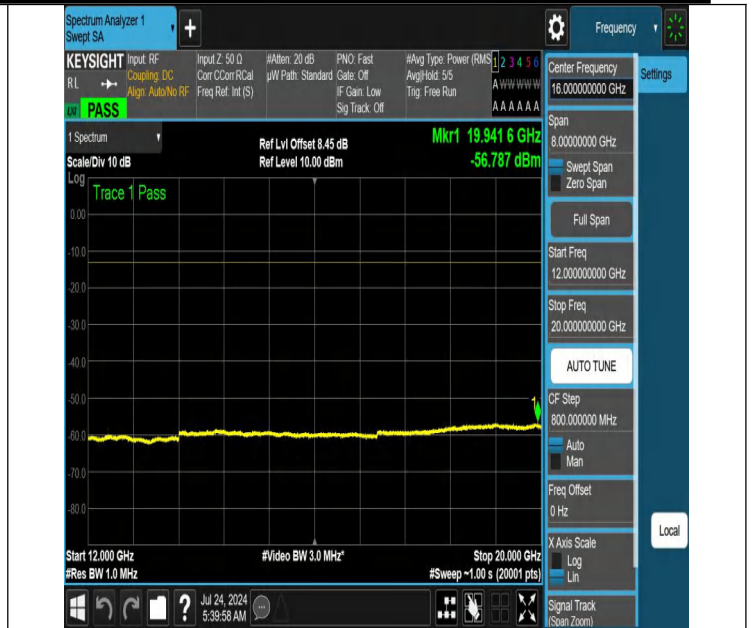 Spectrum Analyzer 1
Swept SA
+
Frequency
KEYSIGHT
RL
PASS
Input: RF
Coupling: DC
Align: Auto/No RF
Input Z: 50 Ω
Corr CCorr RCal
Freq Ref: Int (S)
#Atten: 20 dB
µW Path: Standard
PNO: Fast
Gate: Off
IF Gain: Low
Sig Track: Off
#Avg Type: Power (RMS
Avg|Hold: 5/5
Trig: Free Run
1 2 3 4 5 6
A W W W W W
A A A A A A
1 Spectrum
Scale/Div 10 dB
Ref Lvl Offset 8.45 dB
Ref Level 10.00 dBm
Mkr1 19.941 6 GHz
-56.787 dBm
Log
Trace 1 Pass
0.00
-10.0
-20.0
-30.0
-40.0
-50.0
-60.0
-70.0
-80.0
1
Start 12.000 GHz
#Res BW 1.0 MHz
#Video BW 3.0 MHz*
Stop 20.000 GHz
#Sweep ~1.00 s (20001 pts)
Center Frequency
16.000000000 GHz
Settings
Span
8.00000000 GHz
Swept Span
Zero Span
Full Span
Start Freq
12.000000000 GHz
Stop Freq
20.000000000 GHz
AUTO TUNE
CF Step
800.000000 MHz
Auto
Man
Freq Offset
0 Hz
X Axis Scale
Log
Lin
Signal Track
(Span Zoom)
Local
?
Jul 24, 2024
5:39:58 AM